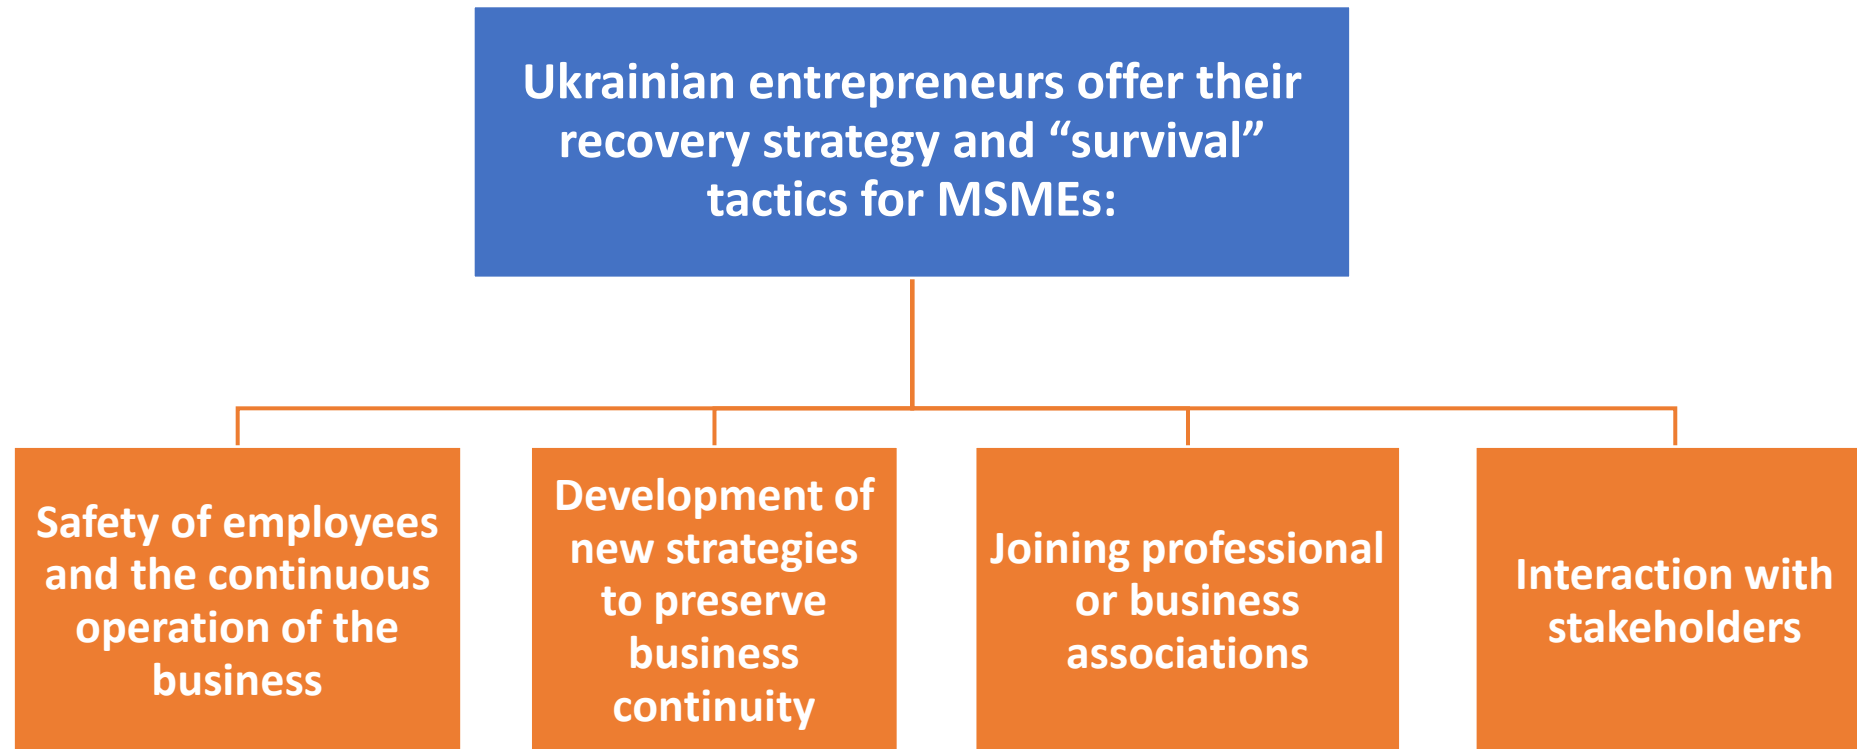 Ukrainian entrepreneurs offer their
recovery strategy and “survival”
tactics for MSMEs:
Safety of employees
and the continuous
operation of the
business
Development of
new strategies
to preserve
business
continuity
Joining professional
or business
associations
Interaction with
stakeholders